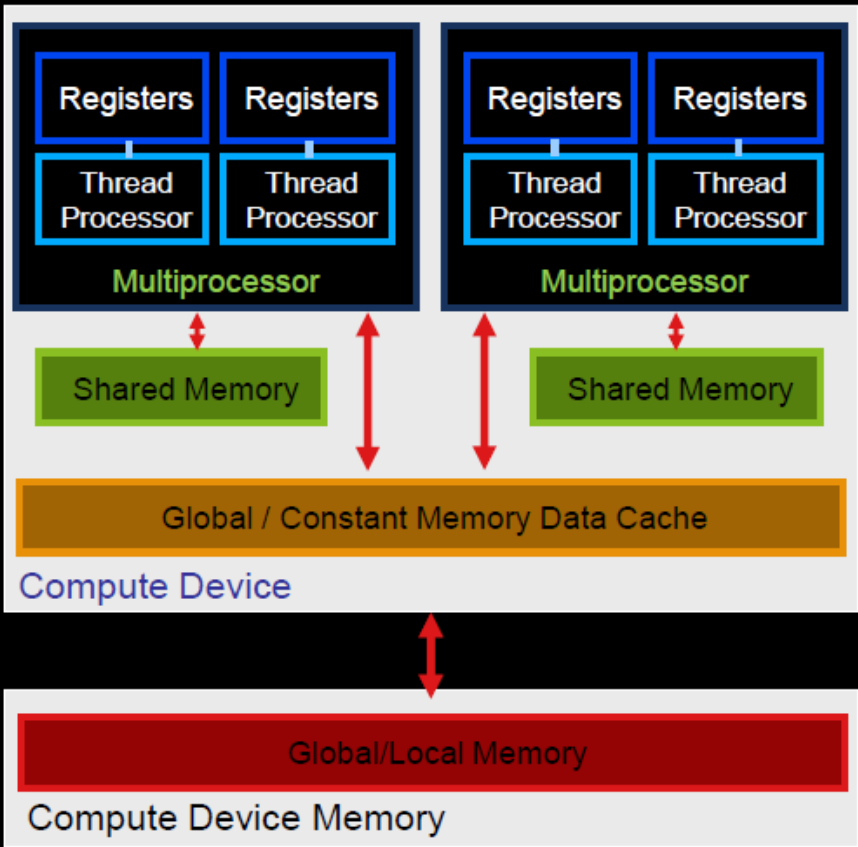 Registers
Registers
Registers
Registers
Thread
Processor
Thread
Processor
Thread
Processor
Thread
Processor
Multiprocessor
Multiprocessor
Shared Memory
Shared Memory
Global / Constant Memory Data Cache
Compute Device
Global/Local Memory
Compute Device Memory